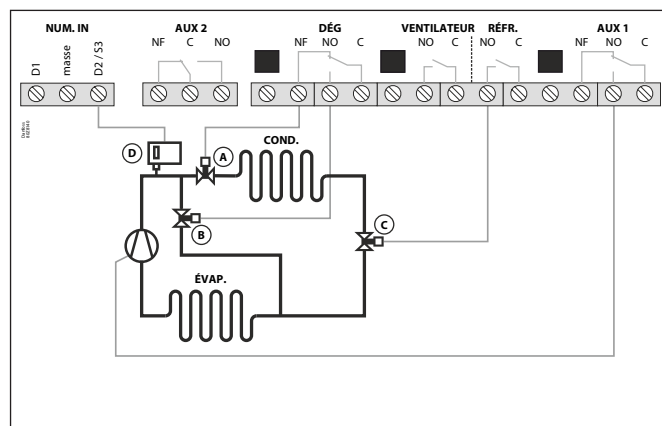 NUM. IN AUX 2 DÉG VENTILATEUR RÉFR. AUX 1
NF C NO NF NO C NO C NO C NF NO C
D1 masse D2 / S3
Danfoss
D A COND.
B C
ÉVAP.